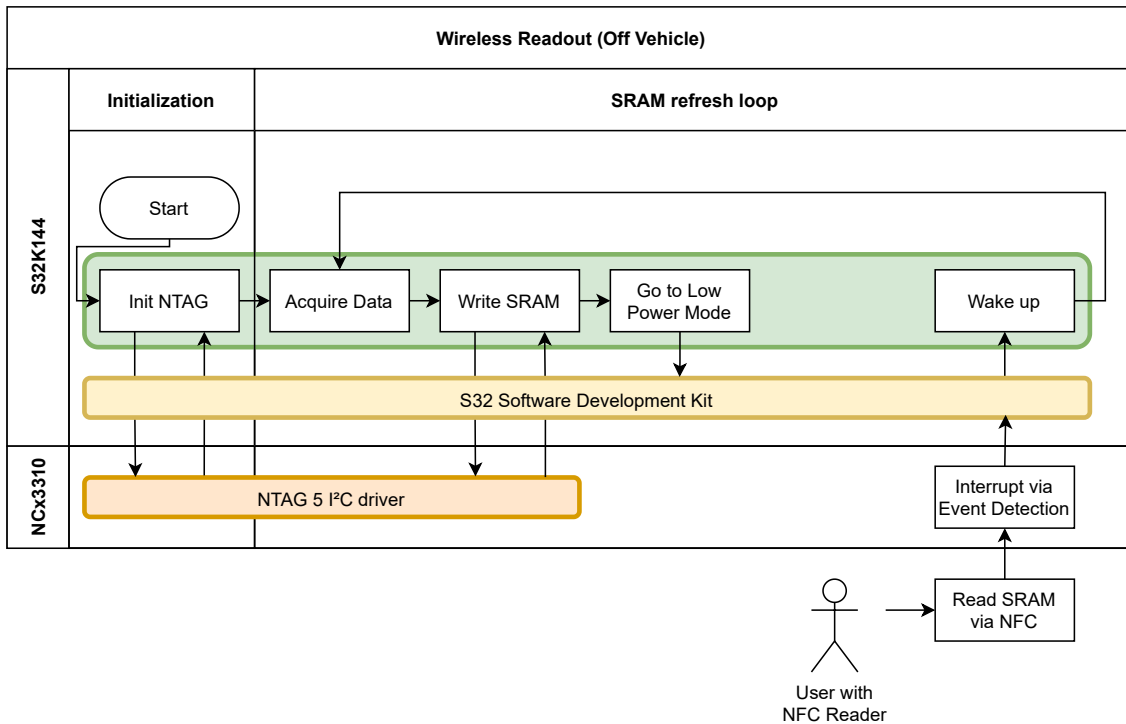 Wireless Readout (Off Vehicle)
Initialization
SRAM refresh loop
S32K144
Start
Init NTAG
Acquire Data
Write SRAM
Go to Low
Power Mode
Wake up
S32 Software Development Kit
NCx3310
NTAG 5 I²C driver
Interrupt via
Event Detection
Read SRAM
via NFC
User with
NFC Reader